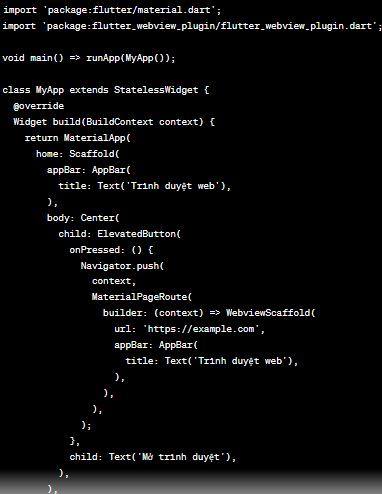 import 'package:flutter/material.dart';
import 'package:flutter_webview_plugin/flutter_webview_plugin.dart';

void main() => runApp(MyApp());

class MyApp extends StatelessWidget {
  @override
  Widget build(BuildContext context) {
    return MaterialApp(
      home: Scaffold(
        appBar: AppBar(
          title: Text('Trình duyệt web'),
        ),
        body: Center(
          child: ElevatedButton(
            onPressed: () {
              Navigator.push(
                context,
                MaterialPageRoute(
                  builder: (context) => WebviewScaffold(
                    url: 'https://example.com',
                    appBar: AppBar(
                      title: Text('Trình duyệt web'),
                    ),
                  ),
                ),
              );
            },
            child: Text('Mở trình duyệt'),
          ),
        ),